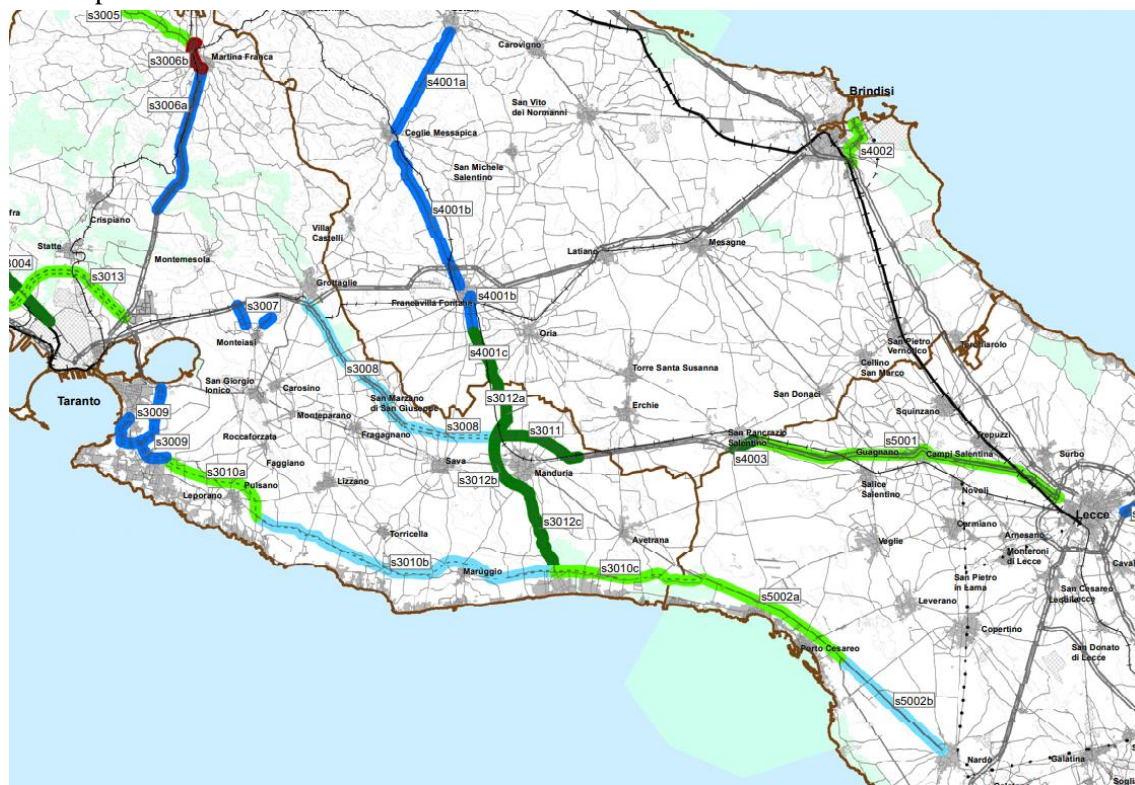 s3005
Carovigno
s3006b
Martina Franca
s4001a
s3006a
San Vito
dei Normanni
Brindisi
Ceglie Messapica
s4002
San Michele
Salentino
s4001b
Crispiano
Villa
Castelli
Statte
Montemesola
Latiano
Mesagne
3004
s3013
Grottaglie
s4001b
Francavilla Fontana
s3007
Monteiasi
Oria
San Pietro
Vernotico
Torchiarolo
s4001c
Cellino
San Marco
s3008
Torre Santa Susanna
San Giorgio
Ionico
Carosino
San Donaci
Taranto
s3009
San Marzano
di San Giuseppe
s3012a
Monteparano
Erchie
Squinzano
s3009
Roccaforzata
Fragagnano
s3008
s3011
San Pancrazio
Salentino
Trepuzzi
s5001
s4003
Guagnano
Campi Salentina
Surbo
s3010a
Faggiano
Sava
Manduria
s3012b
Leporano
Pulsano
Lizzano
Salice
Salentino
Novoli
Lecce
s3012c
Torricella
Avetrana
Carmiano
Arnesano
Veglie
Monteroni
di Lecce
s3010b
Maruggio
s3010c
San Pietro
in Lama
San Cesareo
di Lecce
Lequile
s5002a
Leverano
Copertino
Porto Cesareo
San Donato
di Lecce
s5002b
Nardò
Galatina